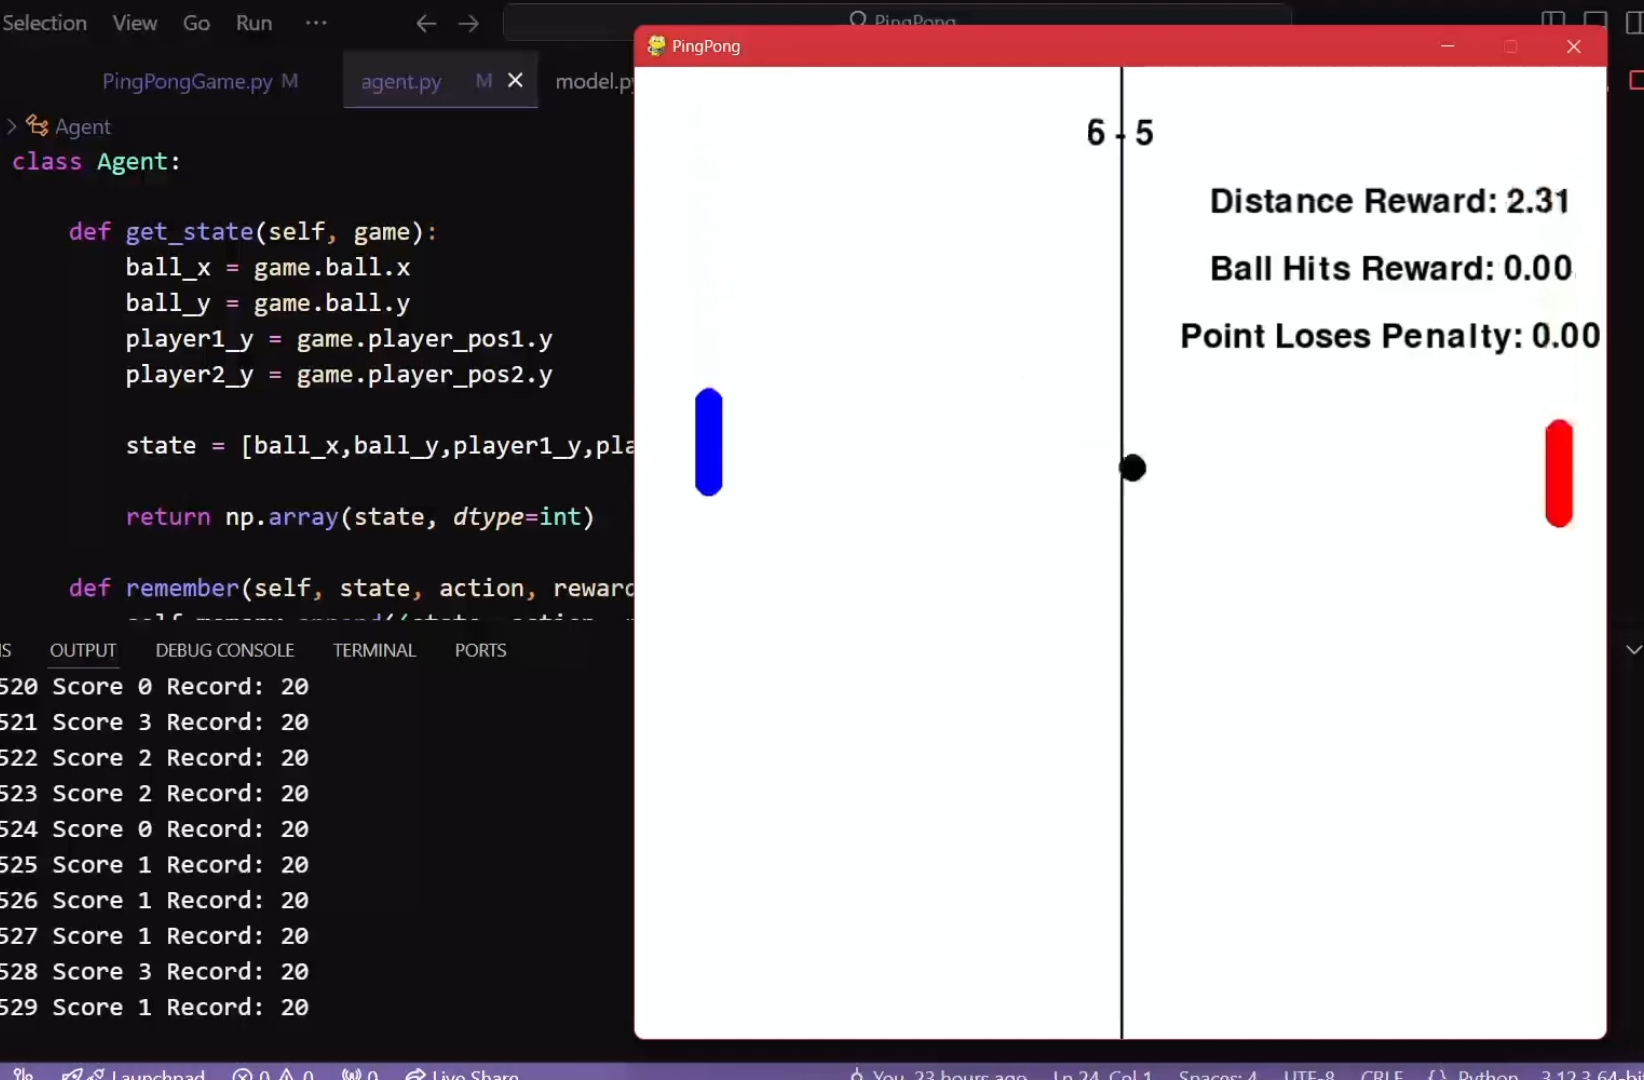 Selection View Go Run ··· PingPong
PingPong
PingPongGame.py M agent.py M model.py
Agent
class Agent:
def get_state(self, game):
ball_x = game.ball.x
ball_y = game.ball.y
player1_y = game.player_pos1.y
player2_y = game.player_pos2.y
state = [ball_x,ball_y,player1_y,pla
return np.array(state, dtype=int)
def remember(self, state, action, reward
6 - 5
Distance Reward: 2.31
Ball Hits Reward: 0.00
Point Loses Penalty: 0.00
OUTPUT DEBUG CONSOLE TERMINAL PORTS
520 Score 0 Record: 20
521 Score 3 Record: 20
522 Score 2 Record: 20
523 Score 2 Record: 20
524 Score 0 Record: 20
525 Score 1 Record: 20
526 Score 1 Record: 20
527 Score 1 Record: 20
528 Score 3 Record: 20
529 Score 1 Record: 20
Launchpad 0 0 0 Live Share You, 23 hours ago Ln 24, Col 1 Spaces: 4 UTF-8 CRLF {} Python 3.12.3 64-bi